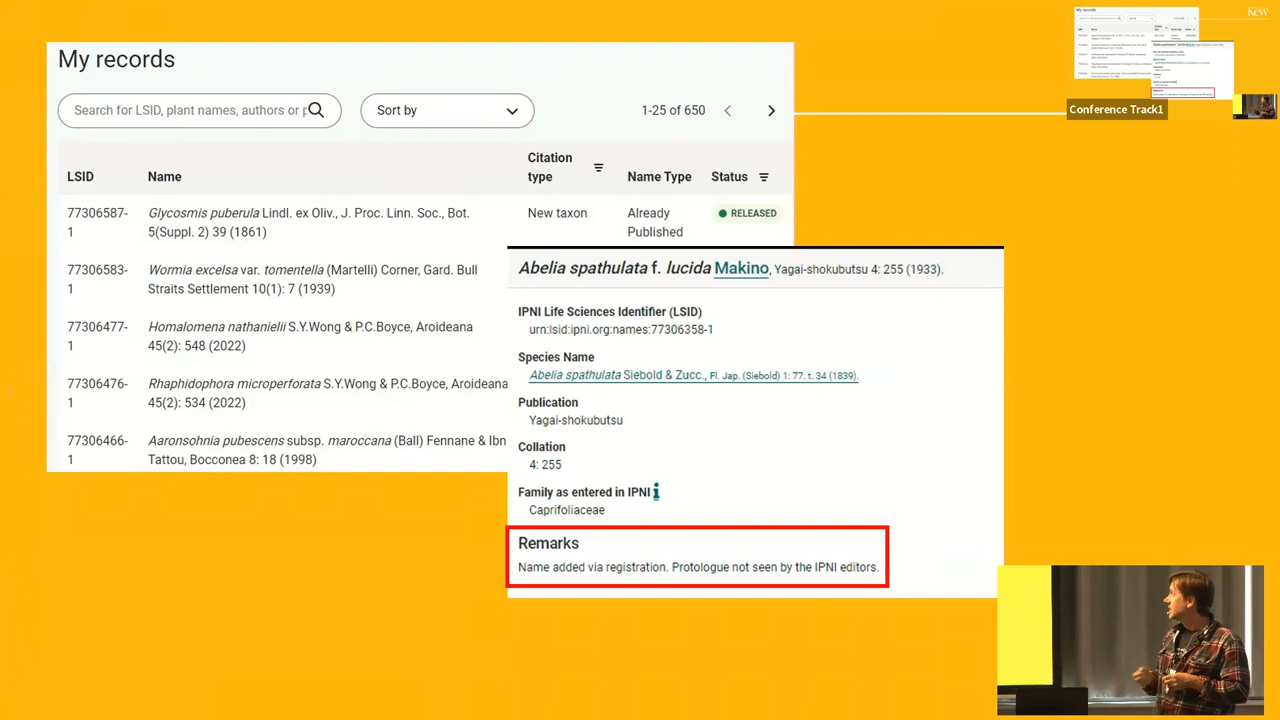 My records
Search for LSID, plant names, authors or p
Sort by
1-25 of 650
LSID
Name
Citation type
Name Type
Status
77306587-1
Glycosmis puberula Lindl. ex Oliv., J. Proc. Linn. Soc., Bot.
5(Suppl. 2) 39 (1861)
New taxon
Already Published
RELEASED
77306583-1
Wormia excelsa var. tomentella (Martelli) Corner, Gard. Bull
Straits Settlement 10(1): 7 (1939)
77306477-1
Homalomena nathanielii S.Y.Wong & P.C.Boyce, Aroideana
45(2): 548 (2022)
77306476-1
Rhaphidophora microperforata S.Y.Wong & P.C.Boyce, Aroideana
45(2): 534 (2022)
77306466-1
Aaronsohnia pubescens subsp. maroccana (Ball) Fennane & Ibn
Tattou, Bocconea 8: 18 (1998)
Abelia spathulata f. lucida Makino, Yagai-shokubutsu 4: 255 (1933).
IPNI Life Sciences Identifier (LSID)
urn:lsid:ipni.org:names:77306358-1
Species Name
Abelia spathulata Siebold & Zucc., Fl. Jap. (Siebold) 1: 77. t. 34 (1839).
Publication
Yagai-shokubutsu
Collation
4: 255
Family as entered in IPNI i
Caprifoliaceae
Remarks
Name added via registration. Protologue not seen by the IPNI editors.
Kew
My records
Conference Track1